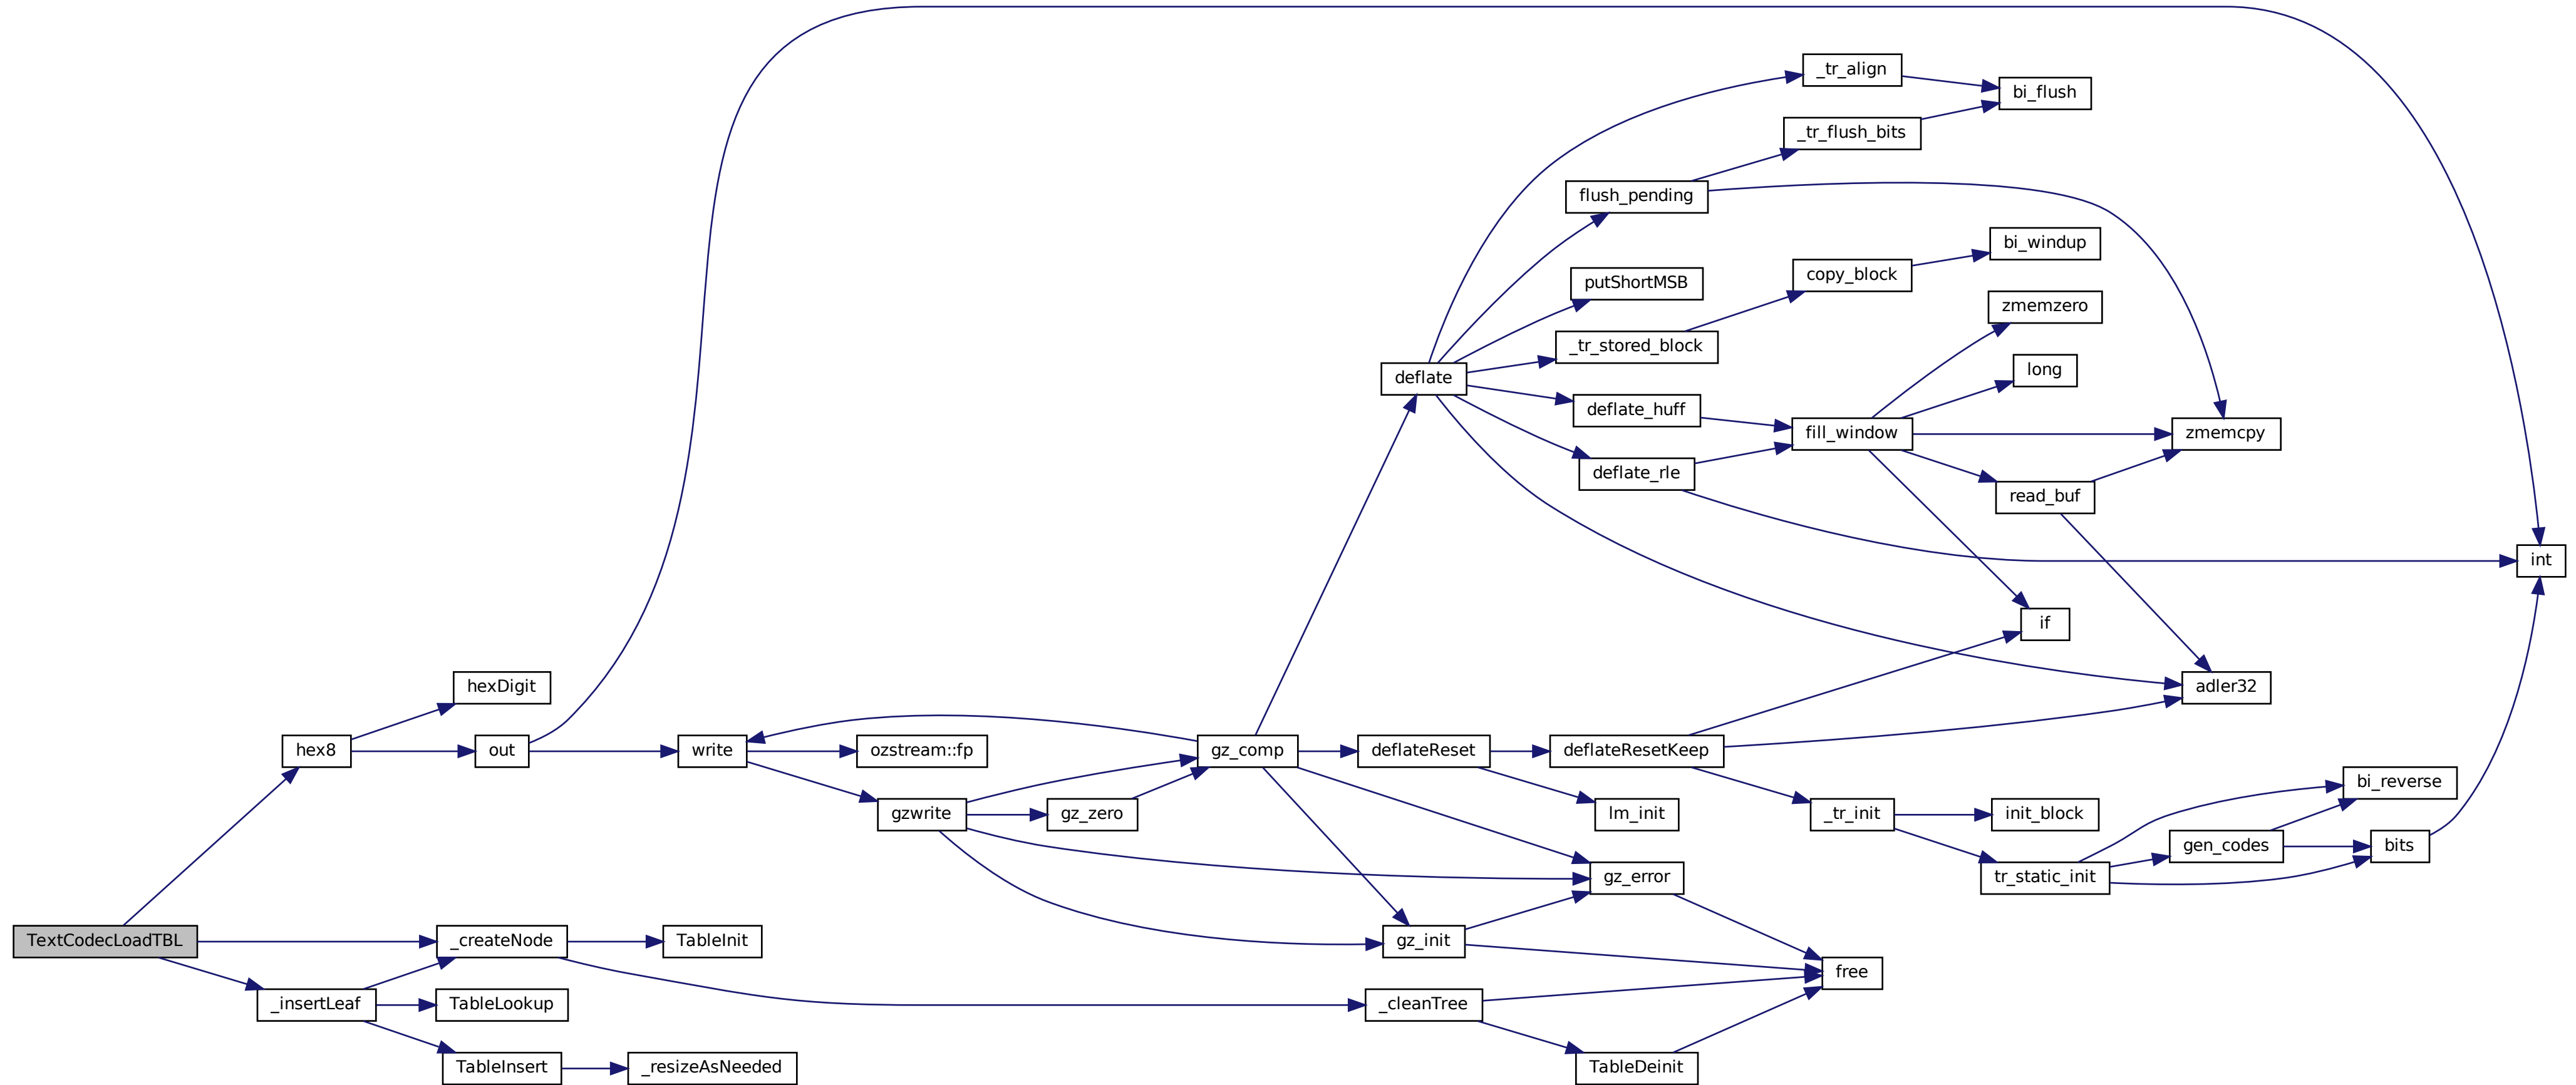 _tr_align
bi_flush
_tr_flush_bits
flush_pending
bi_windup
copy_block
putShortMSB
zmemzero
_tr_stored_block
long
deflate
deflate_huff
fill_window
zmemcpy
deflate_rle
read_buf
int
if
hexDigit
adler32
hex8
out
write
ozstream::fp
gz_comp
deflateReset
deflateResetKeep
bi_reverse
gzwrite
gz_zero
lm_init
_tr_init
init_block
gen_codes
bits
gz_error
tr_static_init
TextCodecLoadTBL
_createNode
TableInit
gz_init
free
_insertLeaf
TableLookup
_cleanTree
TableInsert
_resizeAsNeeded
TableDeinit